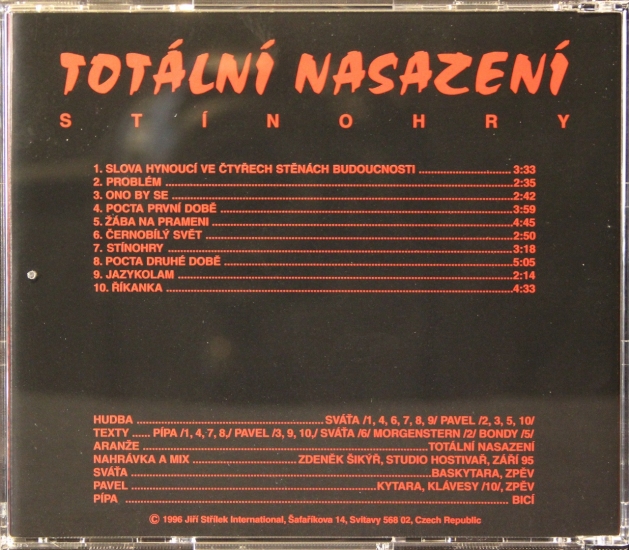 TOTÁLNÍ NASAZENÍ
STÍNOHRY
1. SLOVA HYNOUCÍ VE ČTYŘECH STĚNÁCH BUDOUCNOSTI ........................... 3:33
2. PROBLÉM ........................... 2:35
3. ONO BY SE ........................... 2:42
4. POCTA PRVNÍ DOBĚ ........................... 3:59
5. ŽÁBA NA PRAMENI ........................... 4:45
6. ČERNOBÍLÝ SVĚT ........................... 2:50
7. STÍNOHRY ........................... 3:18
8. POCTA DRUHÉ DOBĚ ........................... 5:05
9. JAZYKOLAM ........................... 2:14
10. ŘÍKANKA ........................... 4:33
HUDBA ........................... SVÁŤA /1, 4, 6, 7, 8, 9/ PAVEL /2, 3, 5, 10/
TEXTY ...... PÍPA /1, 4, 7, 8,/ PAVEL /3, 9, 10,/ SVÁŤA /6/ MORGENSTERN /2/ BONDY /5/
ARANŽE ........................... TOTÁLNÍ NASAZENÍ
NAHRÁVKA A MIX ........................... ZDENĚK ŠIKÝŘ, STUDIO HOSTIVAŘ, ZÁŘÍ 95
SVÁŤA ........................... BASKYTARA, ZPĚV
PAVEL ........................... KYTARA, KLÁVESY /10/, ZPĚV
PÍPA ........................... BICÍ
© 1996 Jiří Střílek International, Šafaříkova 14, Svitavy 568 02, Czech Republic